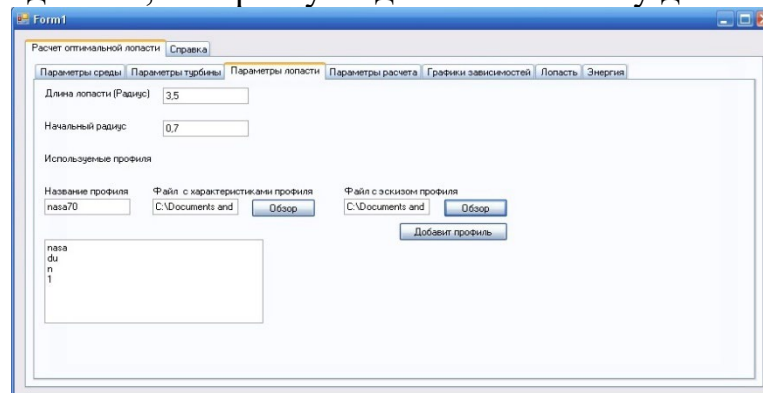 Form1
Расчет оптимальной лопасти Справка
Параметры среды Параметры турбины Параметры лопасти Параметры расчета Графики зависимостей Лопасть Энергия
Длина лопасти (Радиус) 3,5
Начальный радиус 0,7
Используемые профиля
Название профиля Файл с характеристиками профиля Файл с эскизом профиля
nasa70 C:\Documents and Обзор C:\Documents and Обзор
Добавит профиль
nasa
du
n
1